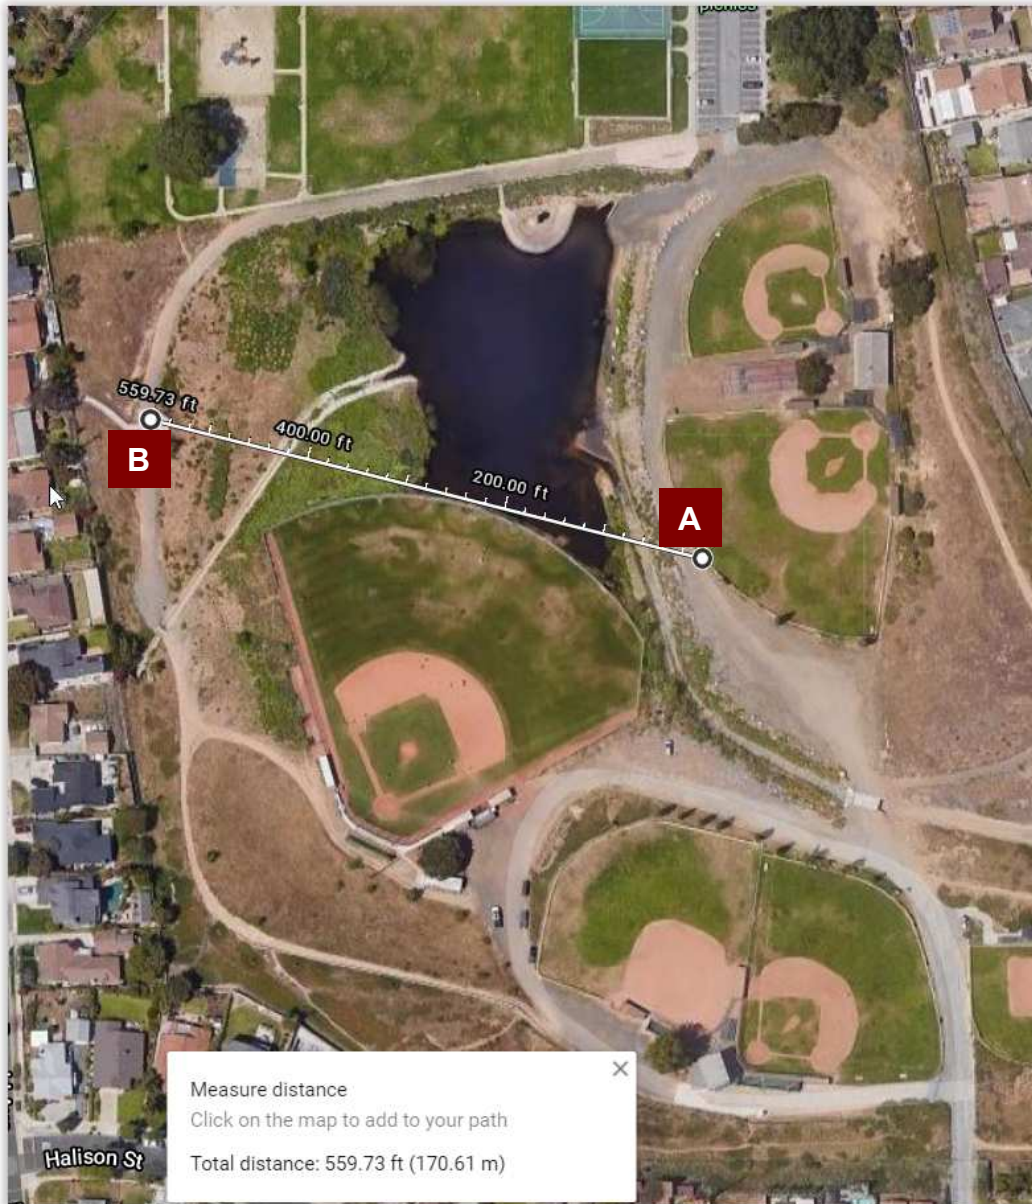 picnics
559.73 ft
400.00 ft
200.00 ft
B
A
Measure distance
Click on the map to add to your path
Total distance: 559.73 ft (170.61 m)
Halison St